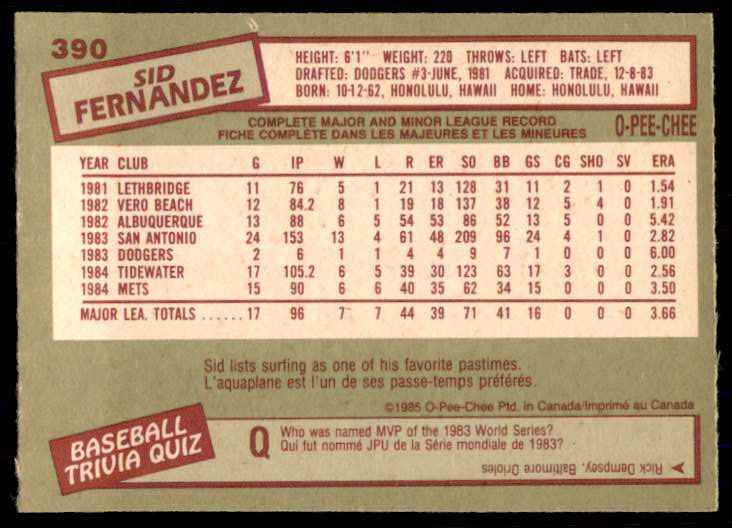 390
SID
FERNANDEZ
HEIGHT: 6'1" WEIGHT: 220 THROWS: LEFT BATS: LEFT
DRAFTED: DODGERS #3-JUNE, 1981 ACQUIRED: TRADE, 12-8-83
BORN: 10-12-62, HONOLULU, HAWAII HOME: HONOLULU, HAWAII
COMPLETE MAJOR AND MINOR LEAGUE RECORD
FICHE COMPLÈTE DANS LES MAJEURES ET LES MINEURES
O-PEE-CHEE
YEAR CLUB G IP W L R ER SO BB GS CG SHO SV ERA
1981 LETHBRIDGE 11 76 5 1 21 13 128 31 11 2 1 0 1.54
1982 VERO BEACH 12 84.2 8 1 19 18 137 38 12 5 4 0 1.91
1982 ALBUQUERQUE 13 88 6 5 54 53 86 52 13 5 0 0 5.42
1983 SAN ANTONIO 24 153 13 4 61 48 209 96 24 4 1 0 2.82
1983 DODGERS 2 6 1 1 4 4 9 7 1 0 0 0 6.00
1984 TIDEWATER 17 105.2 6 5 39 30 123 63 17 3 0 0 2.56
1984 METS 15 90 6 6 40 35 62 34 15 0 0 0 3.50
MAJOR LEA. TOTALS ...... 17 96 7 7 44 39 71 41 16 0 0 0 3.66
Sid lists surfing as one of his favorite pastimes.
L'aquaplane est l'un de ses passe-temps préférés.
©1985 O-Pee-Chee Ptd. in Canada/Imprimé au Canada
BASEBALL
TRIVIA QUIZ
Q
Who was named MVP of the 1983 World Series?
Qui fut nommé JPU de la Série mondiale de 1983?
Rick Dempsey, Baltimore Orioles